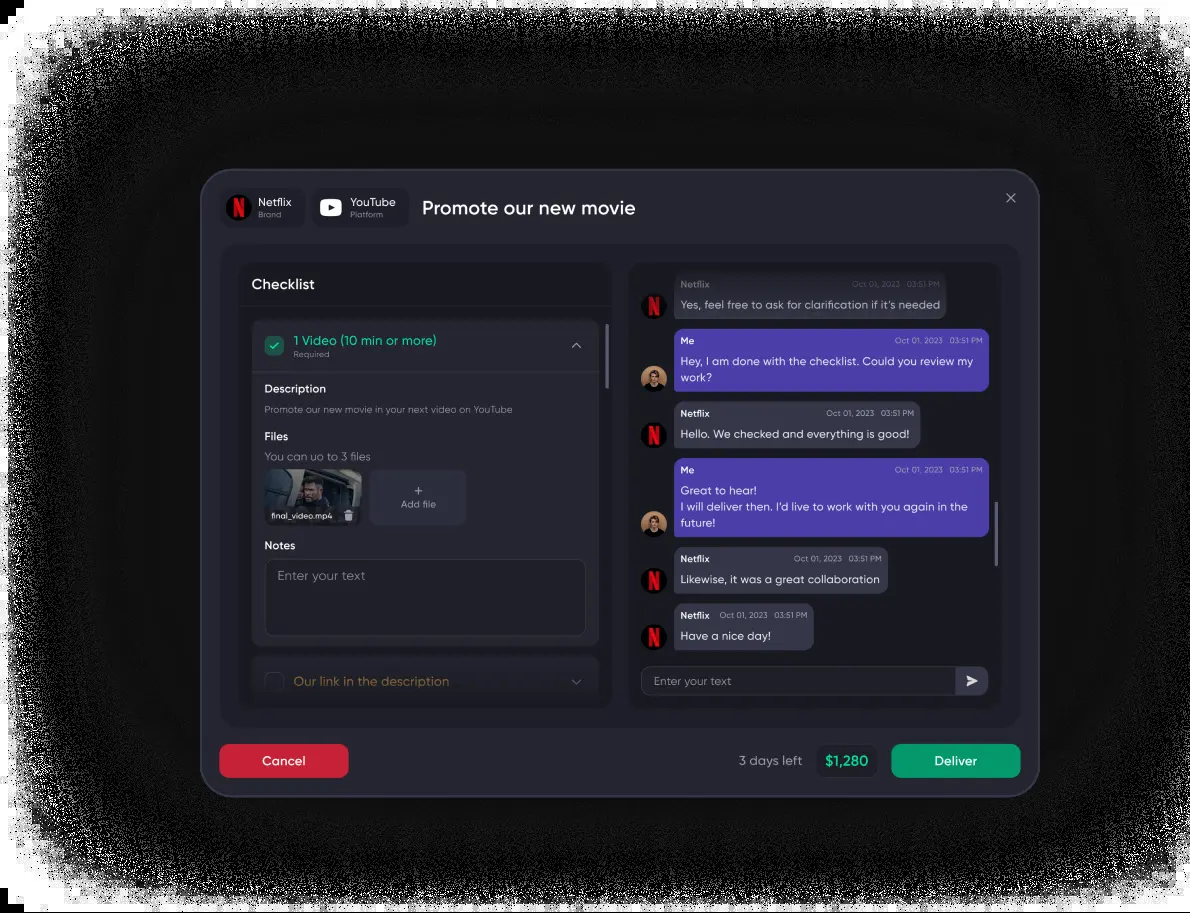 Netflix
Brand
YouTube
Platform
Promote our new movie
Checklist
1 Video (10 min or more)
Required
Description
Promote our new movie in your next video on YouTube
Files
You can uo to 3 files
final_video.mp4
+
Add file
Notes
Enter your text
Our link in the description
Netflix Oct 01, 2023 03:51 PM
Yes, feel free to ask for clarification if it's needed
Me Oct 01, 2023 03:51 PM
Hey, I am done with the checklist. Could you review my
work?
Netflix Oct 01, 2023 03:51 PM
Hello. We checked and everything is good!
Me Oct 01, 2023 03:51 PM
Great to hear!
I will deliver then. I'd love to work with you again in the
future!
Netflix Oct 01, 2023 03:51 PM
Likewise, it was a great collaboration
Netflix Oct 01, 2023 03:51 PM
Have a nice day!
Enter your text
Cancel
3 days left
$1,280
Deliver